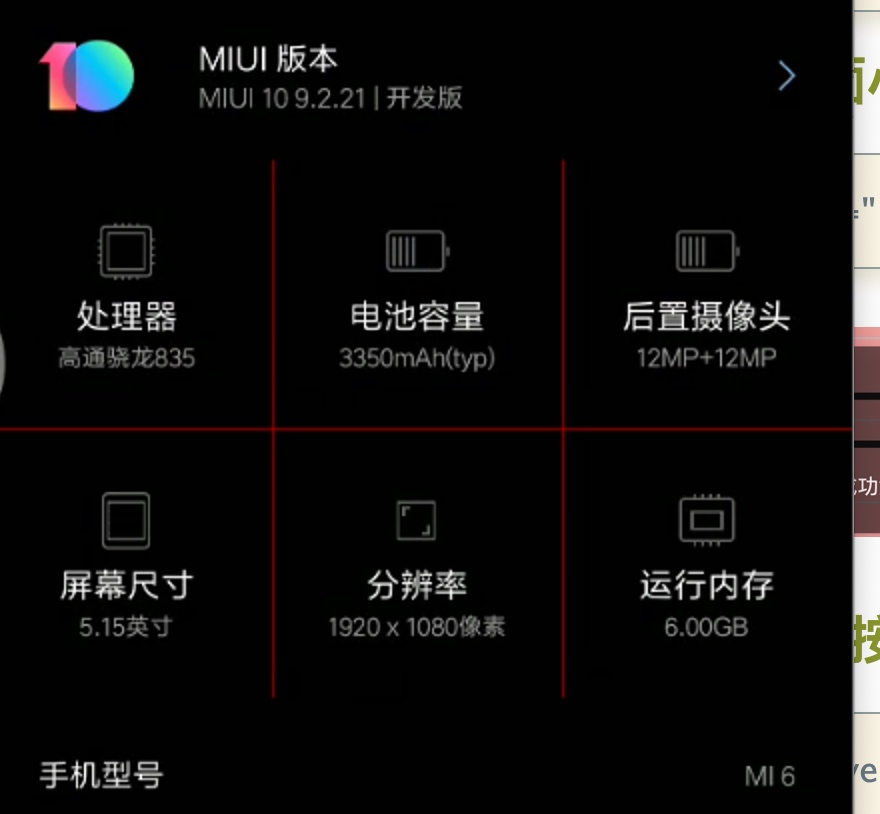 MIUI 版本
MIUI 10 9.2.21 | 开发版
处理器
高通骁龙835
电池容量
3350mAh(typ)
后置摄像头
12MP+12MP
屏幕尺寸
5.15英寸
分辨率
1920 x 1080像素
运行内存
6.00GB
手机型号
MI 6